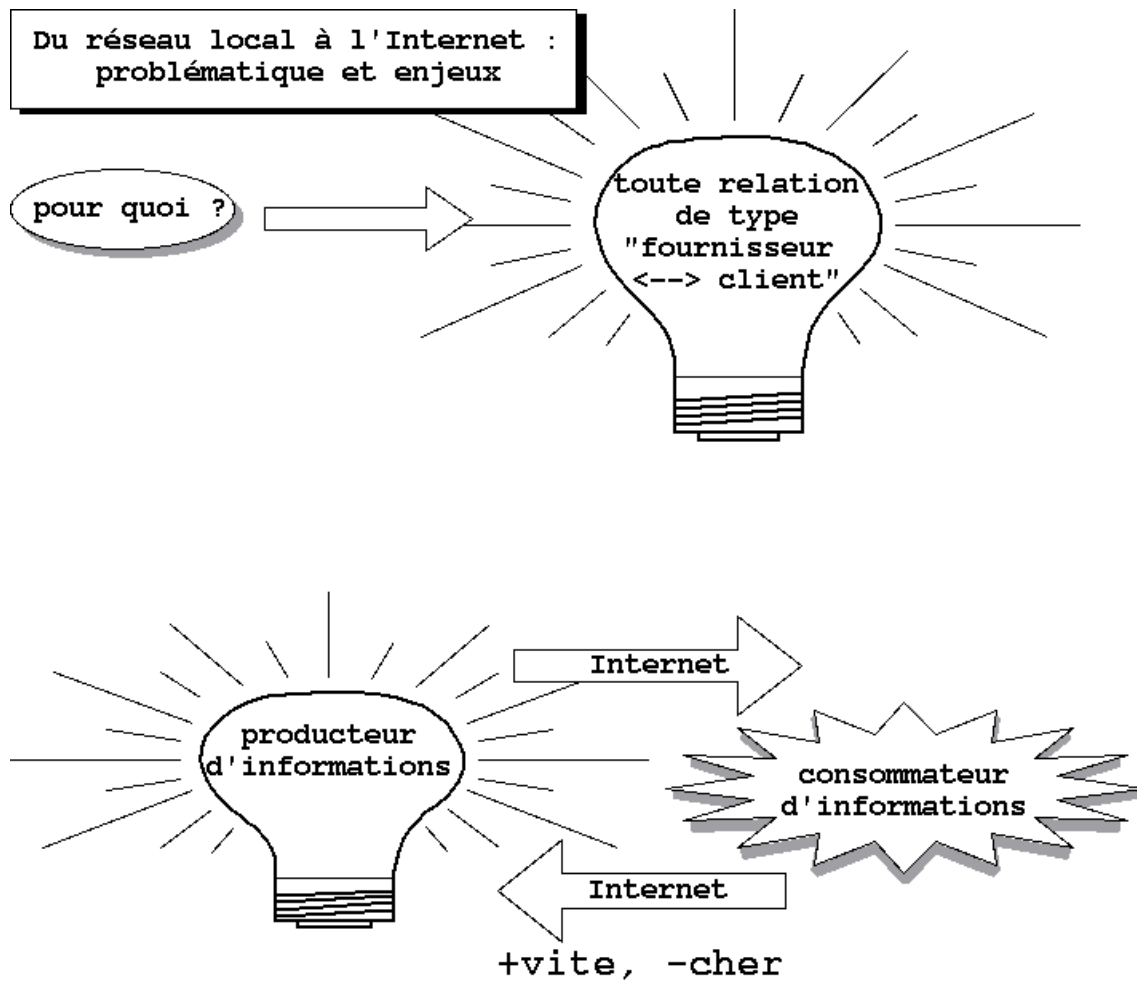 Du réseau local à l'Internet :
problématique et enjeux
pour quoi ?
toute relation
de type
"fournisseur
<--> client"
Internet
producteur
d'informations
consommateur
d'informations
Internet
+vite, -cher